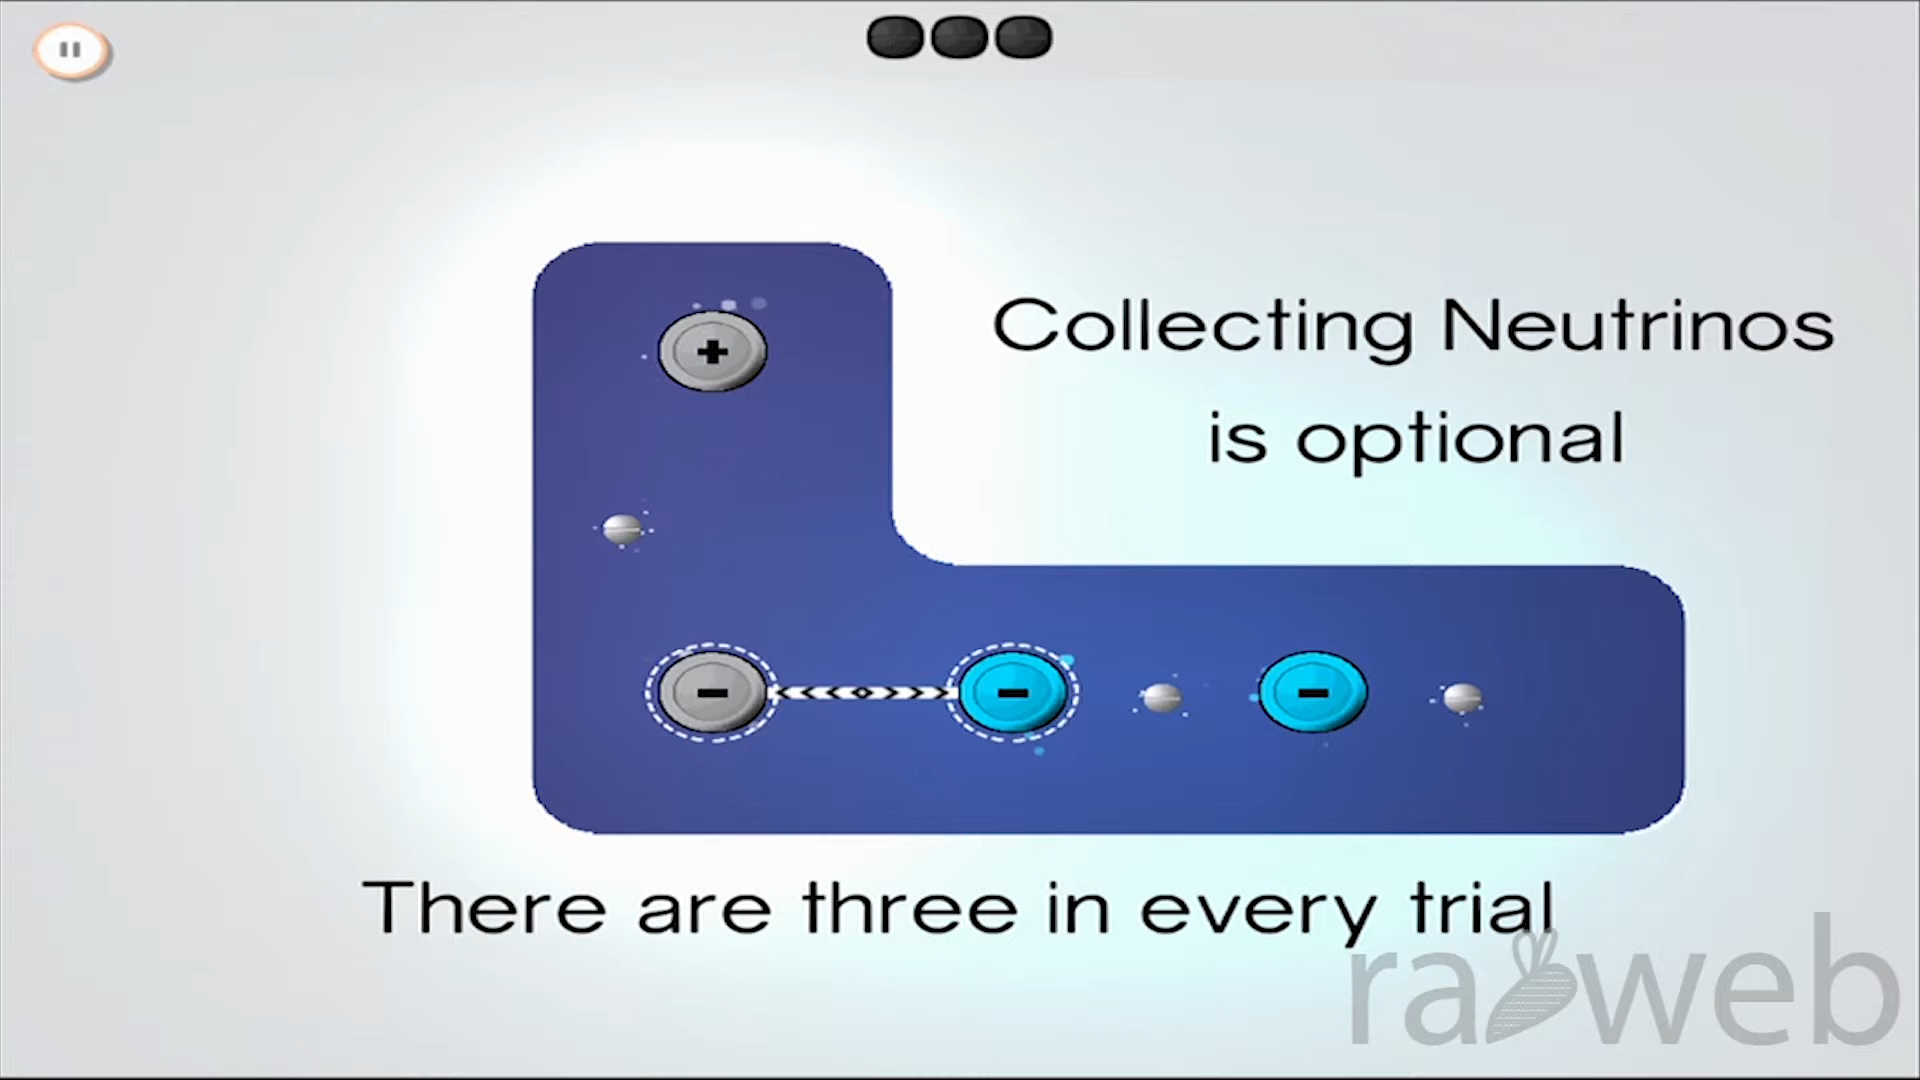 Collecting Neutrinos
is optional
There are three in every trial
raweb